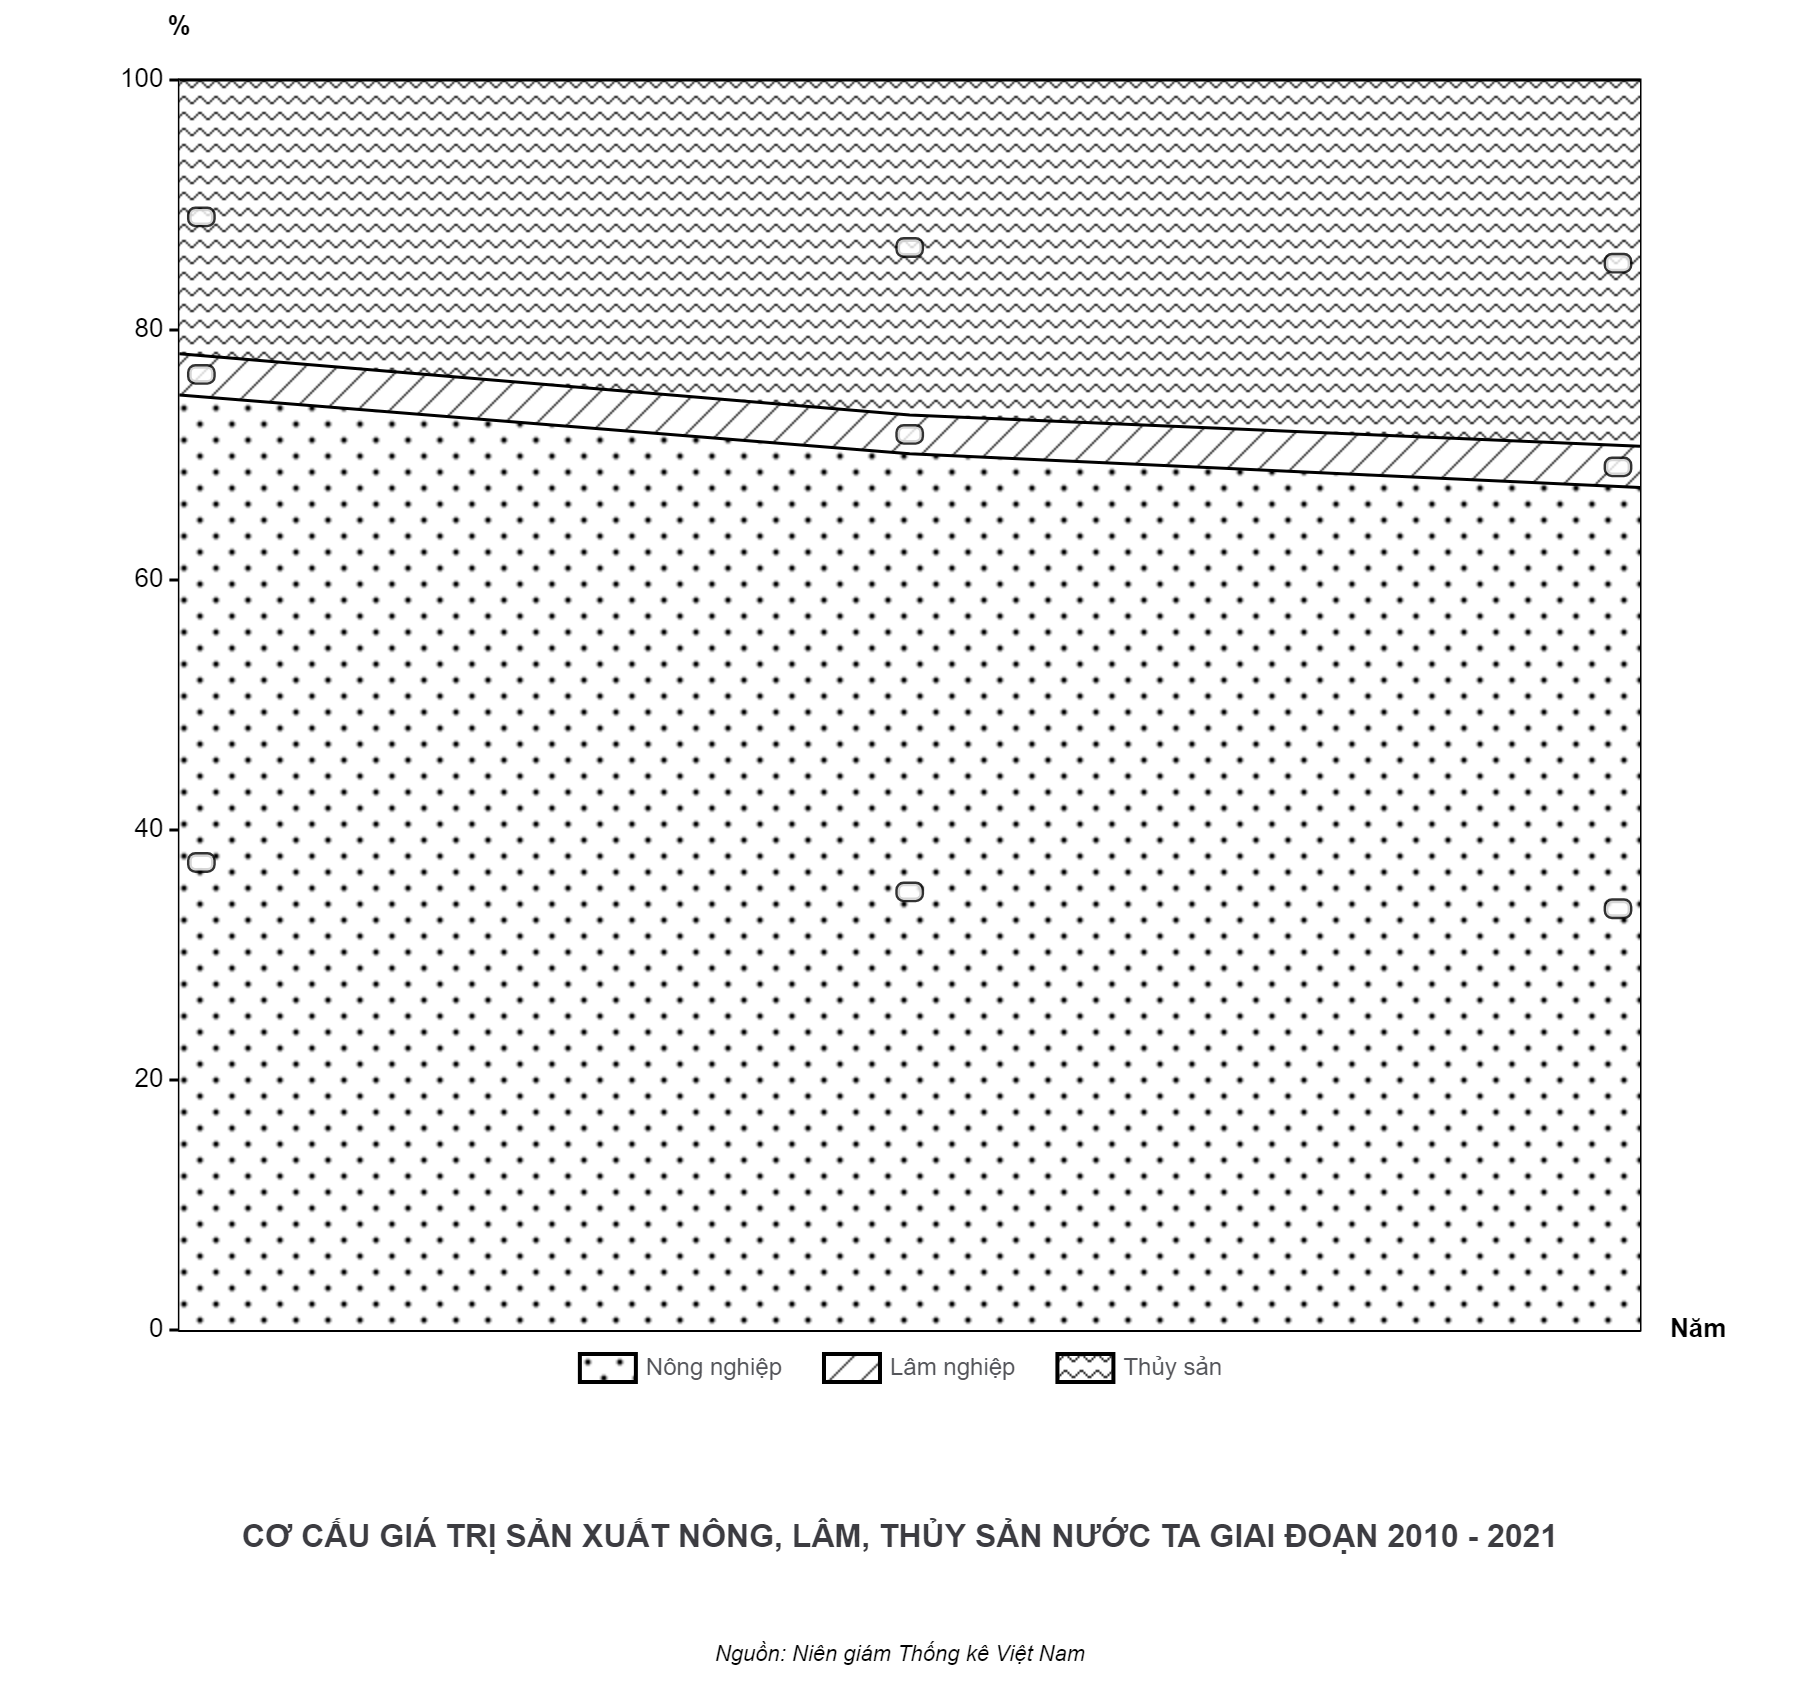 %
100
80
60
40
20
0
Năm
Nông nghiệp Lâm nghiệp Thủy sản
CƠ CẤU GIÁ TRỊ SẢN XUẤT NÔNG, LÂM, THỦY SẢN NƯỚC TA GIAI ĐOẠN 2010 - 2021
Nguồn: Niên giám Thống kê Việt Nam